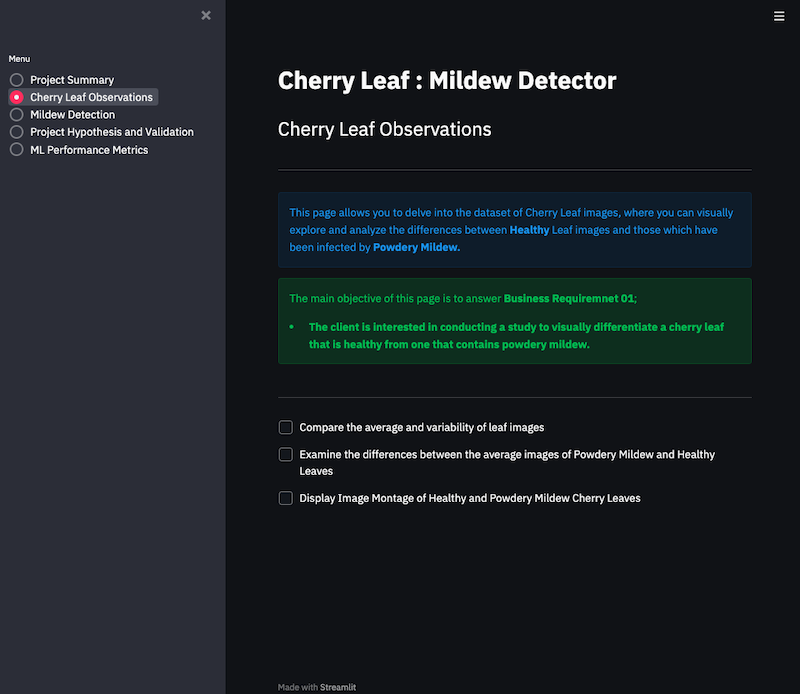 Menu
Project Summary
Cherry Leaf Observations
Mildew Detection
Project Hypothesis and Validation
ML Performance Metrics
Cherry Leaf : Mildew Detector
Cherry Leaf Observations
This page allows you to delve into the dataset of Cherry Leaf images, where you can visually
explore and analyze the differences between Healthy Leaf images and those which have
been infected by Powdery Mildew.
The main objective of this page is to answer Business Requiremnet 01;
• The client is interested in conducting a study to visually differentiate a cherry leaf
that is healthy from one that contains powdery mildew.
Compare the average and variability of leaf images
Examine the differences between the average images of Powdery Mildew and Healthy
Leaves
Display Image Montage of Healthy and Powdery Mildew Cherry Leaves
Made with Streamlit